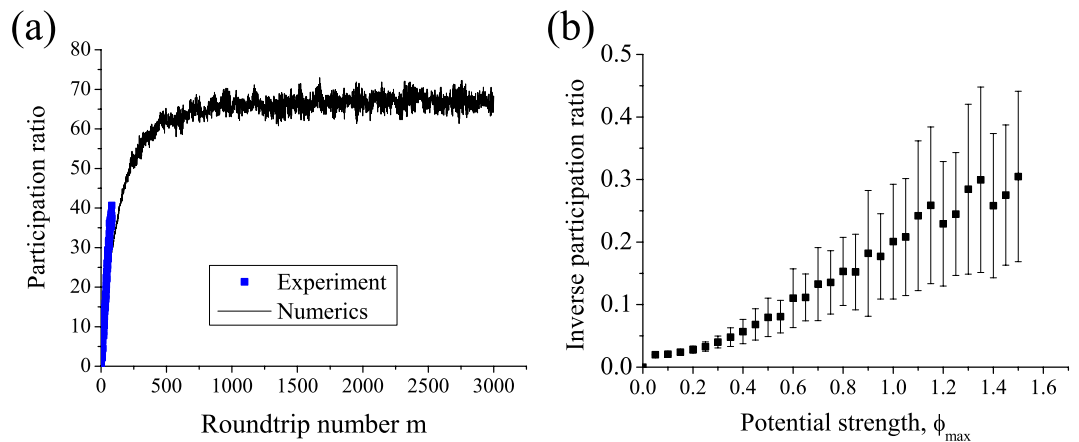 (a)
80
70
60
50
40
30
20
10
0
Participation ratio
Experiment
Numerics
0 500 1000 1500 2000 2500 3000
Roundtrip number m
(b)
0.5
0.4
0.3
0.2
0.1
0.0
Inverse participation ratio
0.0 0.2 0.4 0.6 0.8 1.0 1.2 1.4 1.6
Potential strength, ϕmax